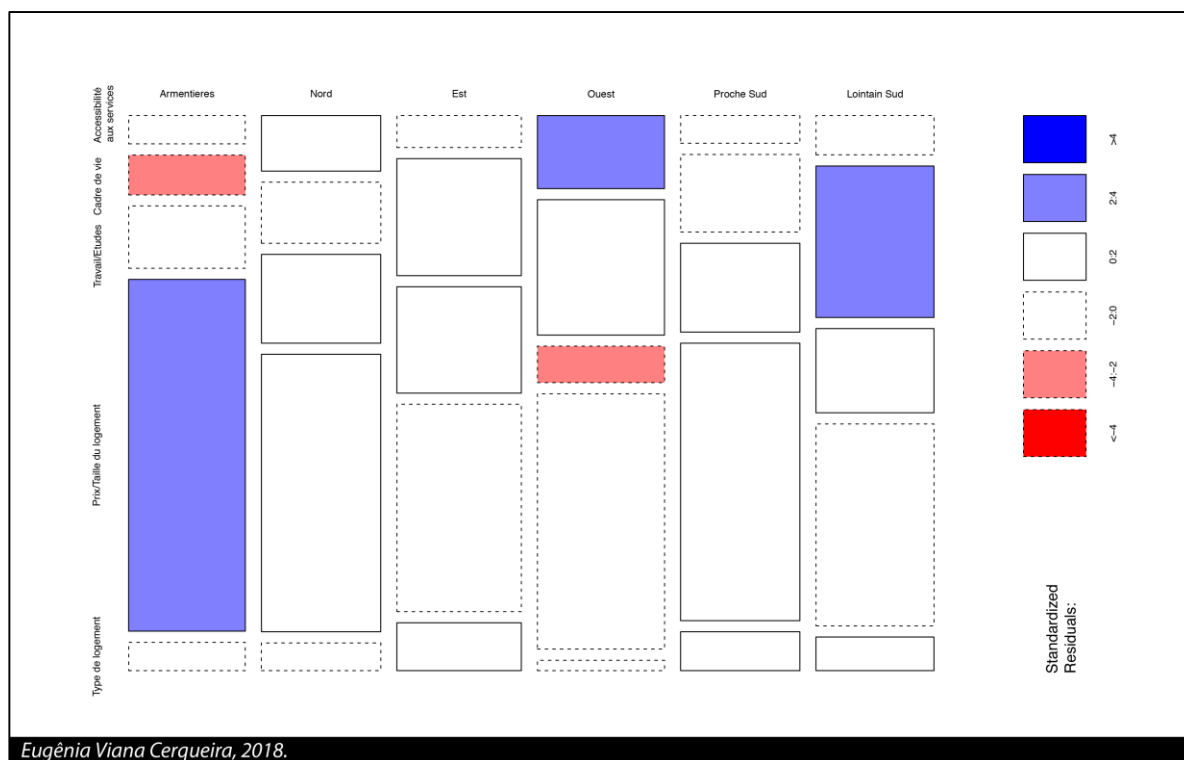 Armentieres
Nord
Est
Ouest
Proche Sud
Lointain Sud
Accessibilité
aux services
Cadre de vie
Travail/Etudes
Prix/Taille du logement
Type de logement
>4
2:4
0:2
−2:0
−4:−2
<−4
Standardized
Residuals:
Eugênia Viana Cerqueira, 2018.